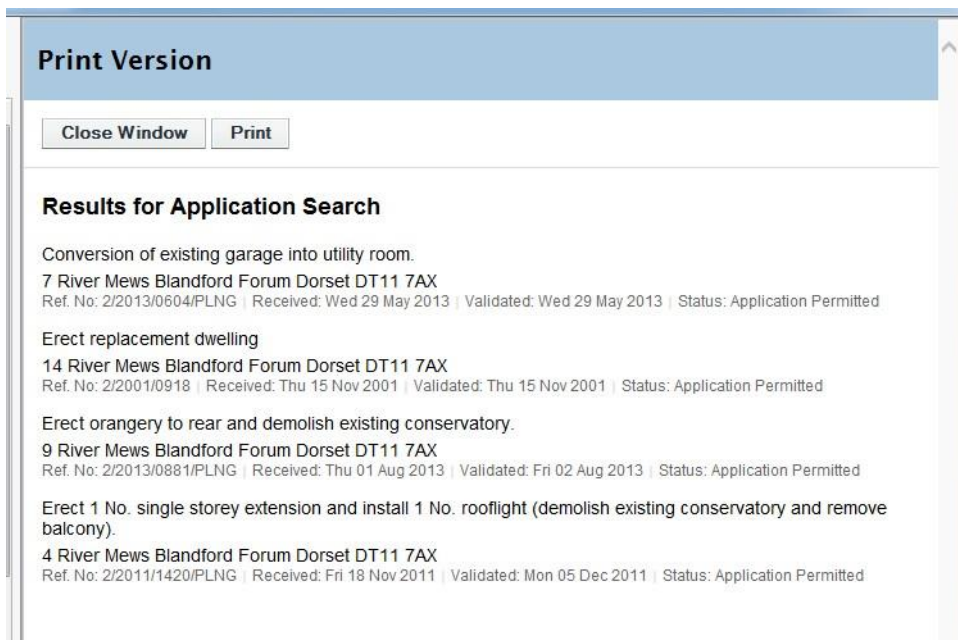 Print Version
Close Window Print
Results for Application Search
Conversion of existing garage into utility room.
7 River Mews Blandford Forum Dorset DT11 7AX
Ref. No: 2/2013/0604/PLNG | Received: Wed 29 May 2013 | Validated: Wed 29 May 2013 | Status: Application Permitted
Erect replacement dwelling
14 River Mews Blandford Forum Dorset DT11 7AX
Ref. No: 2/2001/0918 | Received: Thu 15 Nov 2001 | Validated: Thu 15 Nov 2001 | Status: Application Permitted
Erect orangery to rear and demolish existing conservatory.
9 River Mews Blandford Forum Dorset DT11 7AX
Ref. No: 2/2013/0881/PLNG | Received: Thu 01 Aug 2013 | Validated: Fri 02 Aug 2013 | Status: Application Permitted
Erect 1 No. single storey extension and install 1 No. rooflight (demolish existing conservatory and remove
balcony).
4 River Mews Blandford Forum Dorset DT11 7AX
Ref. No: 2/2011/1420/PLNG | Received: Fri 18 Nov 2011 | Validated: Mon 05 Dec 2011 | Status: Application Permitted